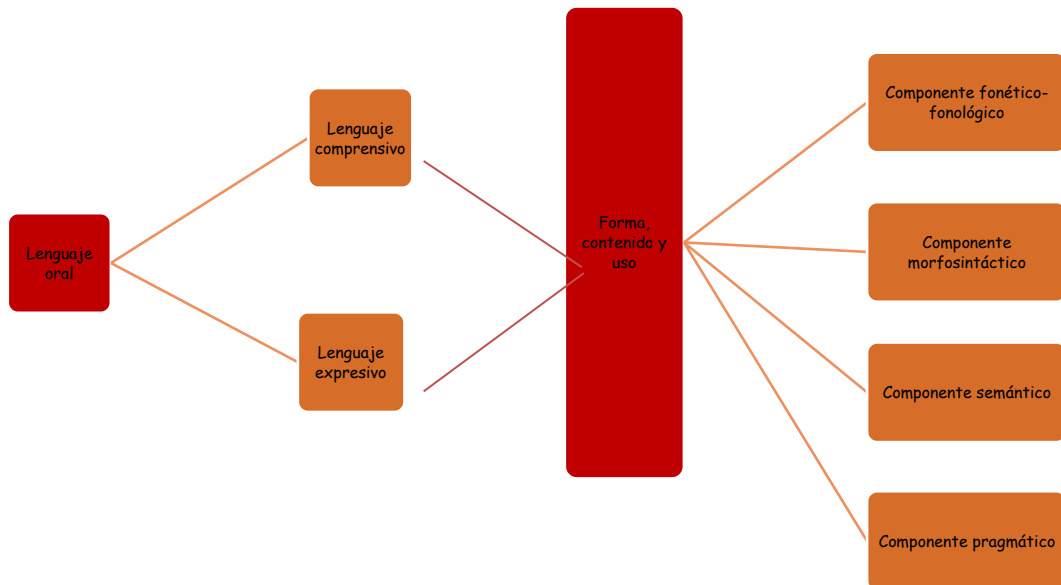 Lenguaje
oral
Lenguaje
comprensivo
Lenguaje
expresivo
Forma,
contenido y
uso
Componente fonético-
fonológico
Componente
morfosintáctico
Componente semántico
Componente pragmático